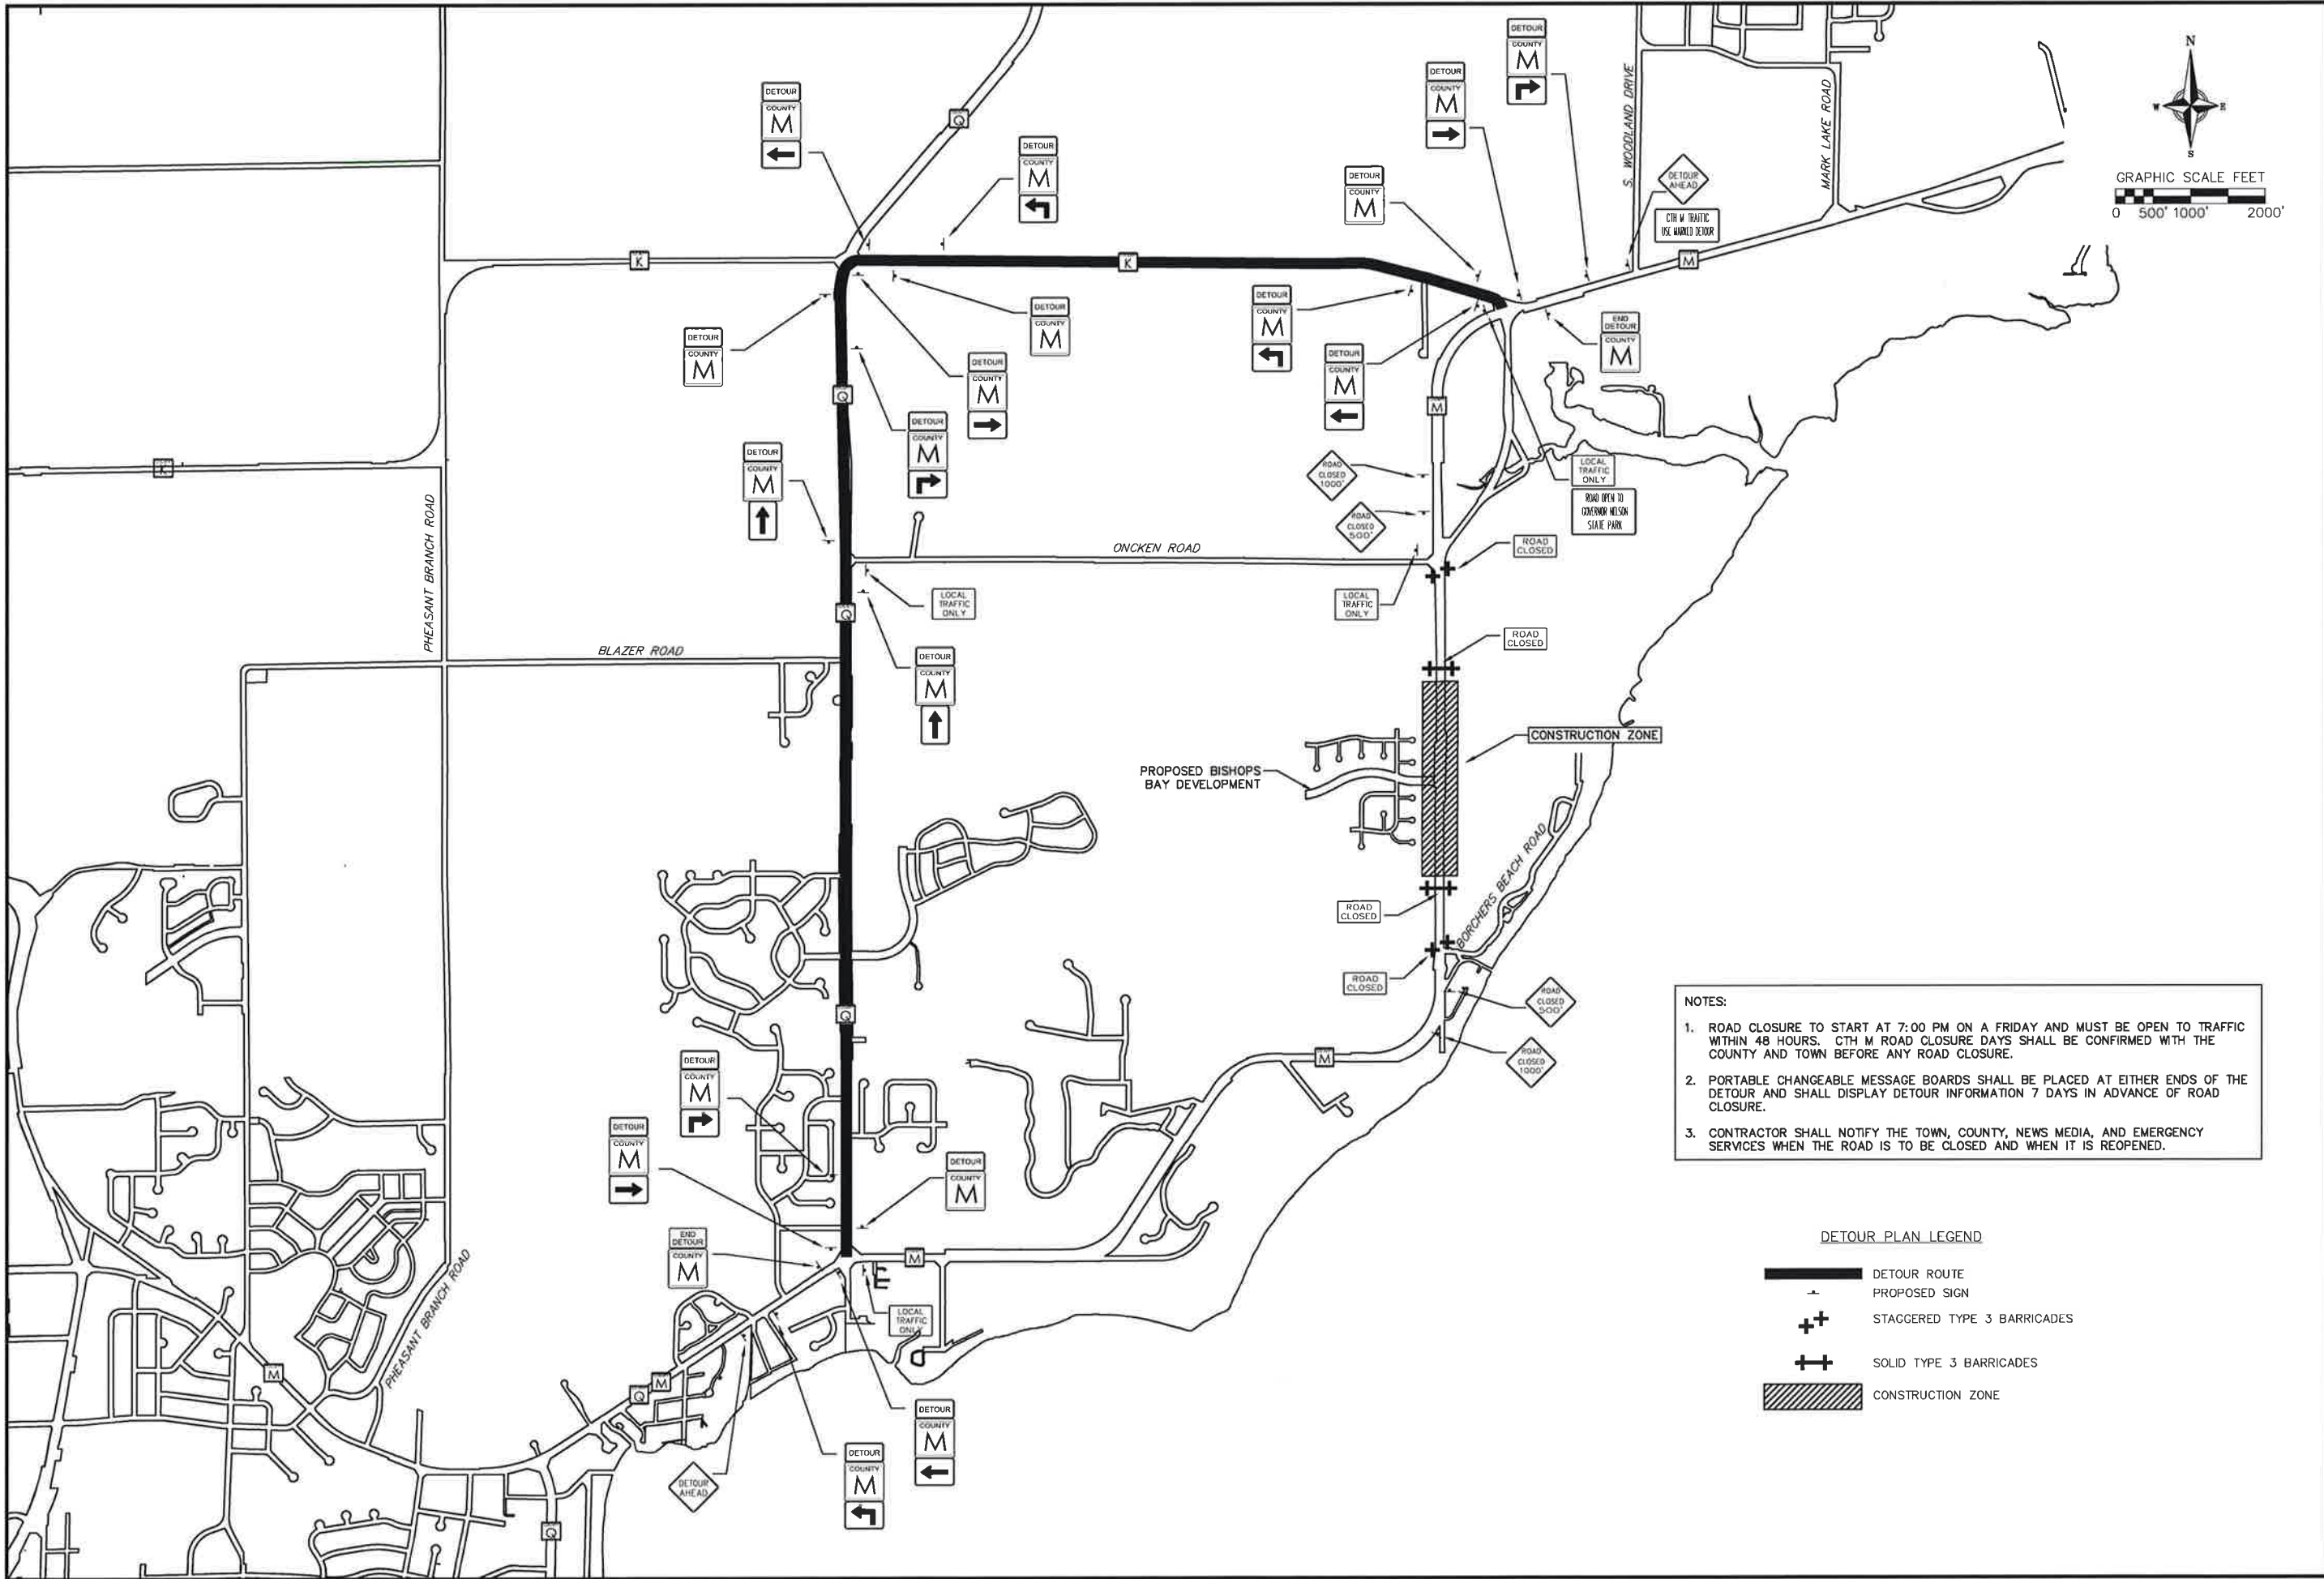 DETOUR
COUNTY
M
DETOUR
COUNTY
M
DETOUR
COUNTY
M
DETOUR
COUNTY
M
DETOUR
COUNTY
M
S. WOODLAND DRIVE
MARK LAKE ROAD
DETOUR
AHEAD
CTH M TRAFFIC
USE MARKED DETOUR
N
W
E
S
GRAPHIC SCALE FEET
0 500' 1000' 2000'
Q
K
K
M
K
DETOUR
COUNTY
M
DETOUR
COUNTY
M
DETOUR
COUNTY
M
DETOUR
COUNTY
M
DETOUR
COUNTY
M
DETOUR
COUNTY
M
END
DETOUR
COUNTY
M
Q
M
DETOUR
COUNTY
M
ROAD
CLOSED
1000'
ROAD
CLOSED
500'
LOCAL
TRAFFIC
ONLY
ROAD OPEN TO
GOVERNOR NELSON
STATE PARK
PHEASANT BRANCH ROAD
ONCKEN ROAD
ROAD
CLOSED
LOCAL
TRAFFIC
ONLY
LOCAL
TRAFFIC
ONLY
Q
BLAZER ROAD
ROAD
CLOSED
DETOUR
COUNTY
M
CONSTRUCTION ZONE
PROPOSED BISHOPS
BAY DEVELOPMENT
BORCHERS BEACH ROAD
ROAD
CLOSED
ROAD
CLOSED
ROAD
CLOSED
500'
ROAD
CLOSED
1000'
Q
M
DETOUR
COUNTY
M
DETOUR
COUNTY
M
DETOUR
COUNTY
M
END
DETOUR
COUNTY
M
M
LOCAL
TRAFFIC
ONLY
PHEASANT BRANCH ROAD
M
Q
M
DETOUR
AHEAD
DETOUR
COUNTY
M
DETOUR
COUNTY
M
Q
NOTES:
1. ROAD CLOSURE TO START AT 7:00 PM ON A FRIDAY AND MUST BE OPEN TO TRAFFIC
WITHIN 48 HOURS. CTH M ROAD CLOSURE DAYS SHALL BE CONFIRMED WITH THE
COUNTY AND TOWN BEFORE ANY ROAD CLOSURE.
2. PORTABLE CHANGEABLE MESSAGE BOARDS SHALL BE PLACED AT EITHER ENDS OF THE
DETOUR AND SHALL DISPLAY DETOUR INFORMATION 7 DAYS IN ADVANCE OF ROAD
CLOSURE.
3. CONTRACTOR SHALL NOTIFY THE TOWN, COUNTY, NEWS MEDIA, AND EMERGENCY
SERVICES WHEN THE ROAD IS TO BE CLOSED AND WHEN IT IS REOPENED.
DETOUR PLAN LEGEND
DETOUR ROUTE
PROPOSED SIGN
STAGGERED TYPE 3 BARRICADES
SOLID TYPE 3 BARRICADES
CONSTRUCTION ZONE